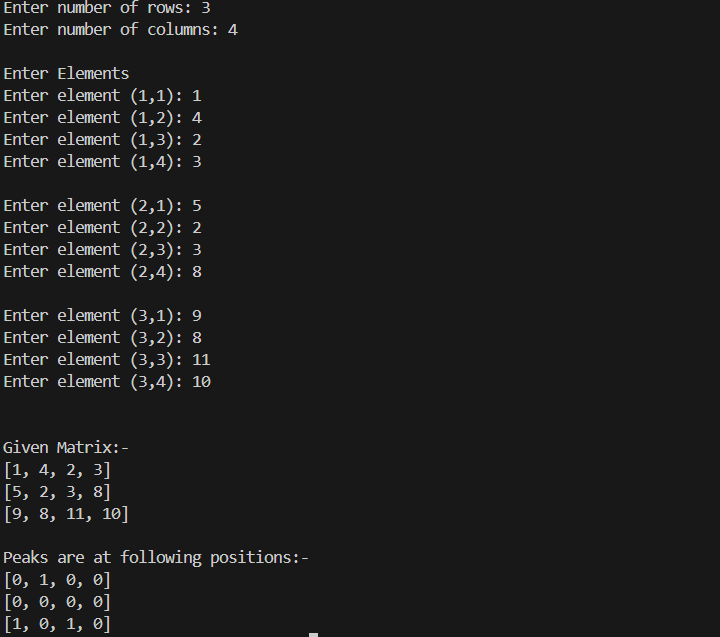 Enter number of rows: 3
Enter number of columns: 4
Enter Elements
Enter element (1,1): 1
Enter element (1,2): 4
Enter element (1,3): 2
Enter element (1,4): 3
Enter element (2,1): 5
Enter element (2,2): 2
Enter element (2,3): 3
Enter element (2,4): 8
Enter element (3,1): 9
Enter element (3,2): 8
Enter element (3,3): 11
Enter element (3,4): 10
Given Matrix:-
[1, 4, 2, 3]
[5, 2, 3, 8]
[9, 8, 11, 10]
Peaks are at following positions:-
[0, 1, 0, 0]
[0, 0, 0, 0]
[1, 0, 1, 0]